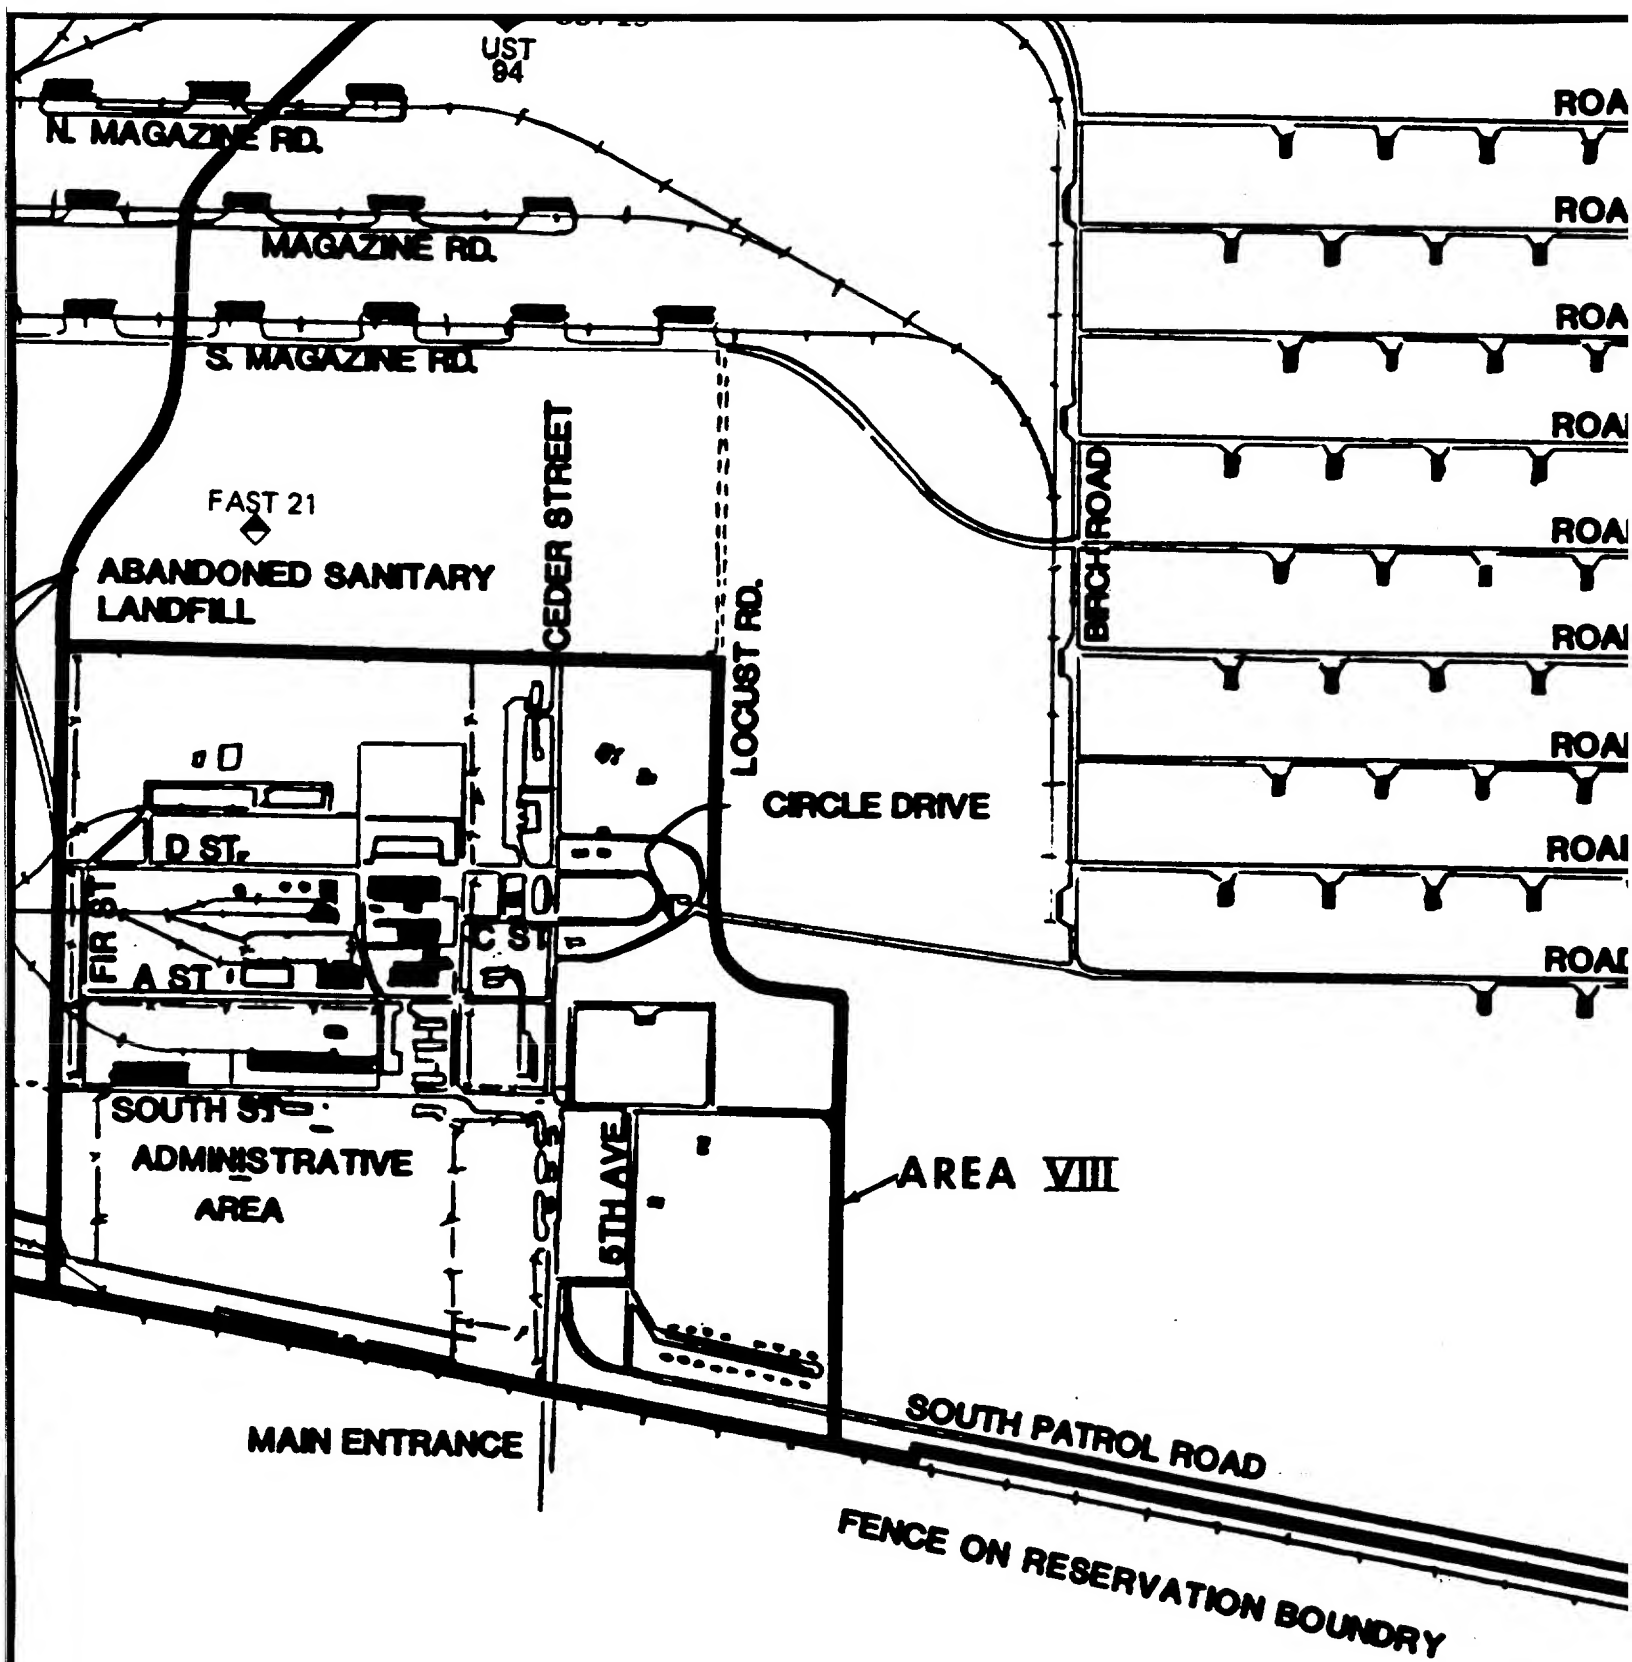 UST
94
ROA
N. MAGAZINE RD.
ROA
MAGAZINE RD.
ROA
S. MAGAZINE RD.
CEDER STREET
ROA
BIRCH ROAD
FAST 21
ROA
ABANDONED SANITARY
LANDFILL
LOCUST RD.
ROA
ROA
CIRCLE DRIVE
D ST.
ROA
FIR ST
C ST
A ST
ROAD
SOUTH ST
ADMINISTRATIVE
AREA
5TH AVE
AREA VIII
SOUTH PATROL ROAD
MAIN ENTRANCE
FENCE ON RESERVATION BOUNDRY